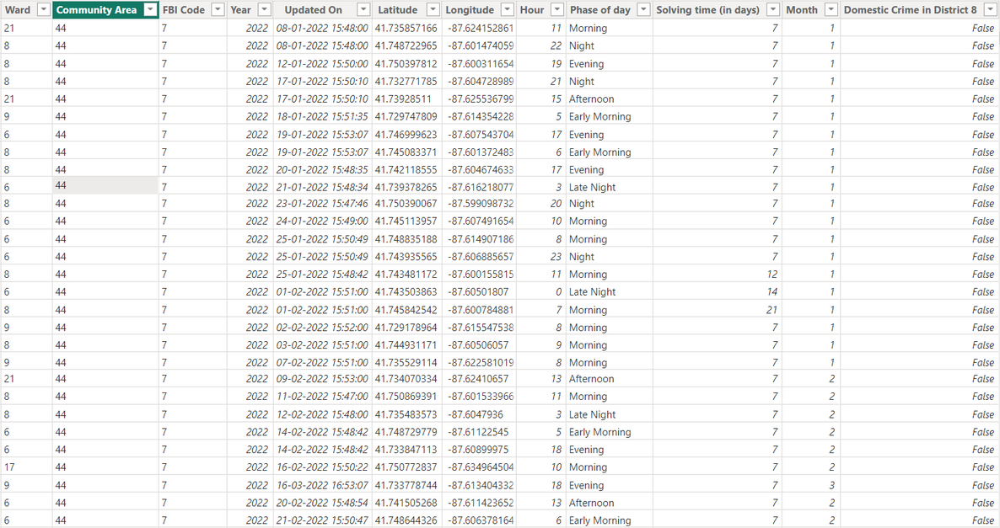 Ward Community Area FBI Code Year Updated On Latitude Longitude Hour Phase of day Solving time (in days) Month Domestic Crime in District 8
21 44 7 2022 08-01-2022 15:48:00 41.735857166 -87.624152861 11 Morning 7 1 False
8 44 7 2022 08-01-2022 15:48:00 41.748722965 -87.601474059 22 Night 7 1 False
8 44 7 2022 12-01-2022 15:50:00 41.750397812 -87.600311654 19 Evening 7 1 False
8 44 7 2022 17-01-2022 15:50:10 41.732771785 -87.604728989 21 Night 7 1 False
21 44 7 2022 17-01-2022 15:50:10 41.73928511 -87.625536799 15 Afternoon 7 1 False
9 44 7 2022 18-01-2022 15:51:35 41.729747809 -87.614354228 5 Early Morning 7 1 False
6 44 7 2022 19-01-2022 15:53:07 41.746999623 -87.607543704 17 Evening 7 1 False
8 44 7 2022 19-01-2022 15:53:07 41.745083371 -87.601372483 6 Early Morning 7 1 False
8 44 7 2022 20-01-2022 15:48:35 41.742118555 -87.604674633 17 Evening 7 1 False
6 44 7 2022 21-01-2022 15:48:34 41.739378265 -87.616218077 3 Late Night 7 1 False
8 44 7 2022 23-01-2022 15:47:46 41.750390067 -87.599098732 20 Night 7 1 False
6 44 7 2022 24-01-2022 15:49:00 41.745113957 -87.607491654 10 Morning 7 1 False
6 44 7 2022 25-01-2022 15:50:49 41.748835188 -87.614907186 8 Morning 7 1 False
6 44 7 2022 25-01-2022 15:50:49 41.743935565 -87.606885657 23 Night 7 1 False
8 44 7 2022 25-01-2022 15:48:42 41.743481172 -87.600155815 11 Morning 12 1 False
6 44 7 2022 01-02-2022 15:51:00 41.743503863 -87.60501807 0 Late Night 14 1 False
8 44 7 2022 01-02-2022 15:51:00 41.745842542 -87.600784881 7 Morning 21 1 False
9 44 7 2022 02-02-2022 15:52:00 41.729178964 -87.615547538 8 Morning 7 1 False
8 44 7 2022 03-02-2022 15:51:00 41.744931171 -87.60506057 9 Morning 7 1 False
9 44 7 2022 07-02-2022 15:51:00 41.735529114 -87.622581019 8 Morning 7 1 False
21 44 7 2022 09-02-2022 15:53:00 41.734070334 -87.62410657 13 Afternoon 7 2 False
8 44 7 2022 11-02-2022 15:47:00 41.750869391 -87.601533966 11 Morning 7 2 False
8 44 7 2022 12-02-2022 15:48:00 41.735483573 -87.6047936 3 Late Night 7 2 False
6 44 7 2022 14-02-2022 15:48:42 41.748729779 -87.61122545 5 Early Morning 7 2 False
6 44 7 2022 14-02-2022 15:48:42 41.733847113 -87.60899975 18 Evening 7 2 False
17 44 7 2022 16-02-2022 15:50:22 41.750772837 -87.634964504 10 Morning 7 2 False
9 44 7 2022 16-03-2022 16:53:07 41.733778744 -87.613404332 18 Evening 7 3 False
6 44 7 2022 20-02-2022 15:48:54 41.741505268 -87.611423652 13 Afternoon 7 2 False
6 44 7 2022 21-02-2022 15:50:47 41.748644326 -87.606378164 6 Early Morning 7 2 False